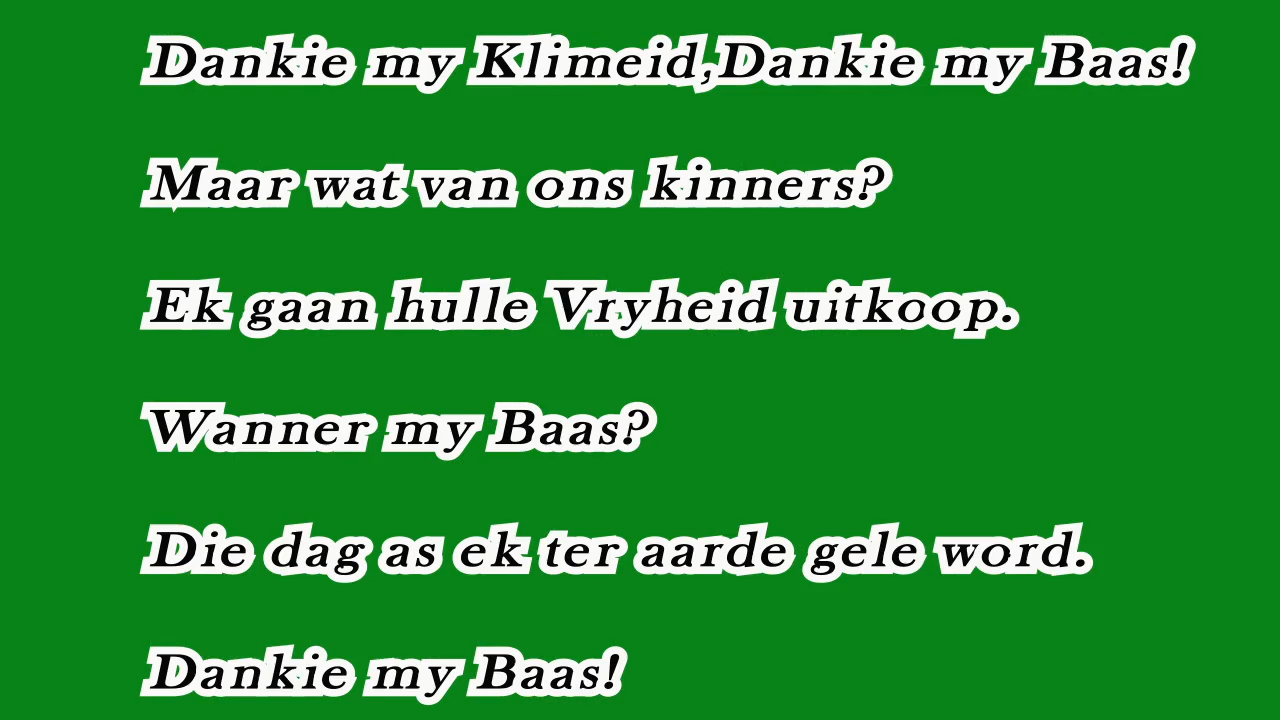 Dankie my Klimeid,Dankie my Baas!
Maar wat van ons kinners?
Ek gaan hulle Vryheid uitkoop.
Wanner my Baas?
Die dag as ek ter aarde gele word.
Dankie my Baas!